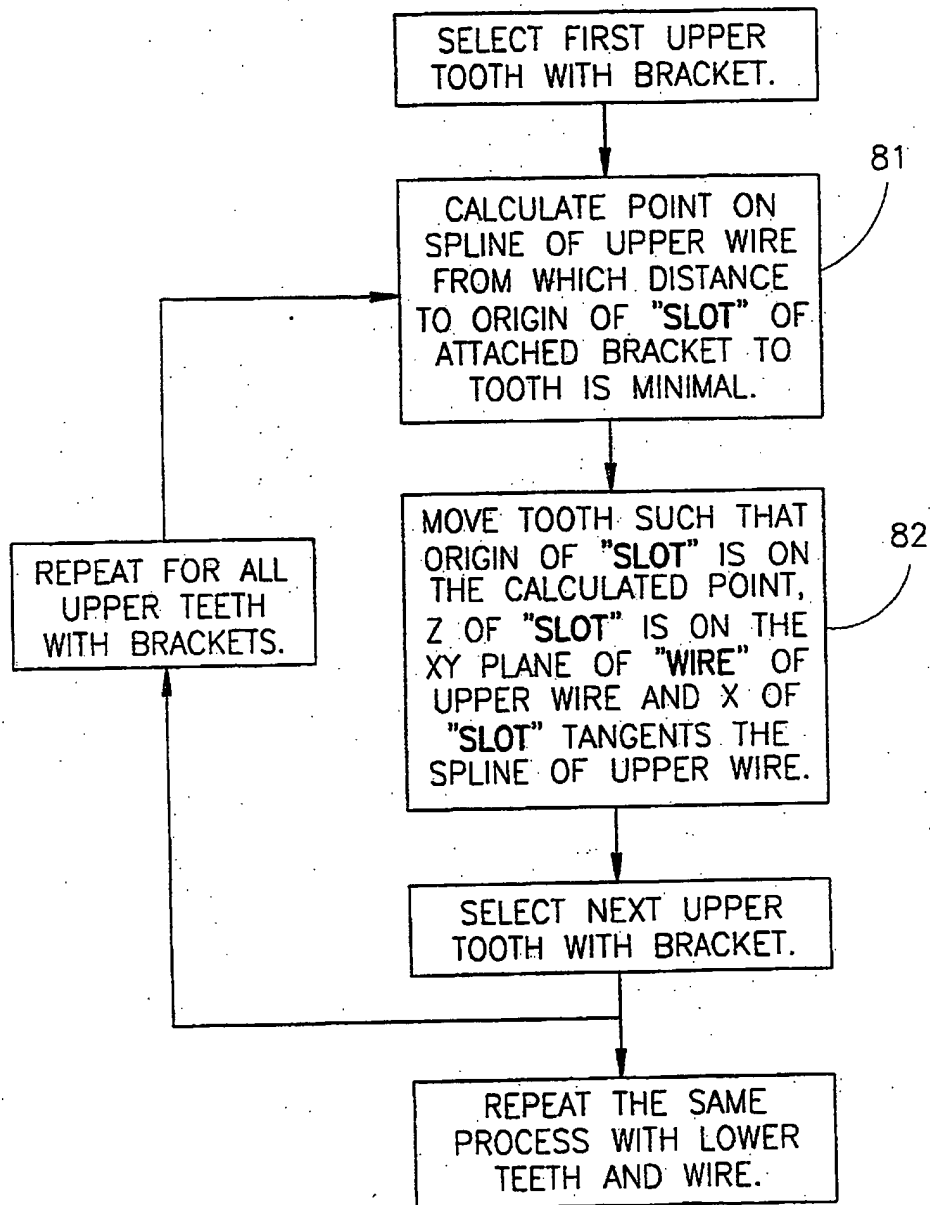 SELECT FIRST UPPER
TOOTH WITH BRACKET.
81
CALCULATE POINT ON
SPLINE OF UPPER WIRE
FROM WHICH DISTANCE
TO ORIGIN OF "SLOT" OF
ATTACHED BRACKET TO
TOOTH IS MINIMAL.
MOVE TOOTH SUCH THAT
ORIGIN OF "SLOT" IS ON
THE CALCULATED POINT,
Z OF "SLOT" IS ON THE
XY PLANE OF "WIRE" OF
UPPER WIRE AND X OF
"SLOT" TANGENTS THE
SPLINE OF UPPER WIRE.
82
REPEAT FOR ALL
UPPER TEETH
WITH BRACKETS.
SELECT NEXT UPPER
TOOTH WITH BRACKET.
REPEAT THE SAME
PROCESS WITH LOWER
TEETH AND WIRE.